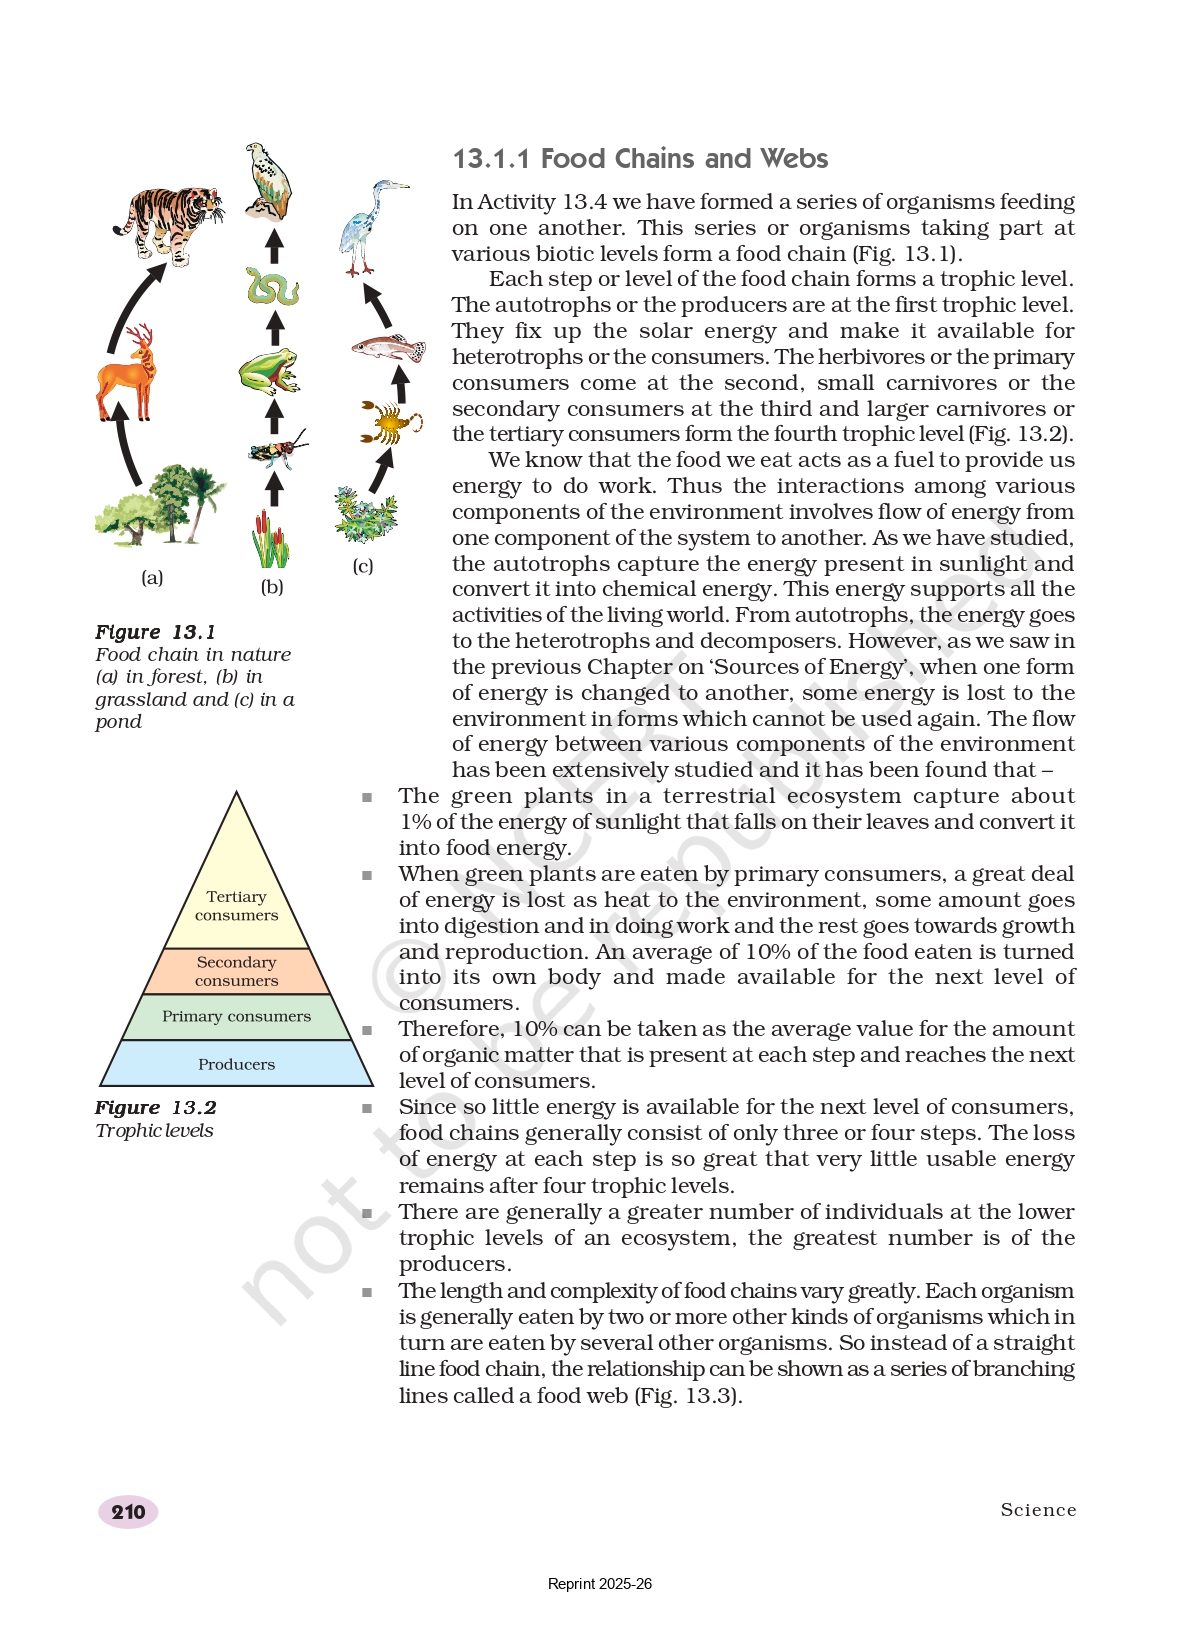 13.1.1 Food Chains and Webs
In Activity 13.4 we have formed a series of organisms feeding
on one another. This series or organisms taking part at
various biotic levels form a food chain (Fig. 13.1).
Each step or level of the food chain forms a trophic level.
The autotrophs or the producers are at the first trophic level.
They fix up the solar energy and make it available for
heterotrophs or the consumers. The herbivores or the primary
consumers come at the second, small carnivores or the
secondary consumers at the third and larger carnivores or
the tertiary consumers form the fourth trophic level (Fig. 13.2).
We know that the food we eat acts as a fuel to provide us
energy to do work. Thus the interactions among various
components of the environment involves flow of energy from
one component of the system to another. As we have studied,
the autotrophs capture the energy present in sunlight and
convert it into chemical energy. This energy supports all the
activities of the living world. From autotrophs, the energy goes
to the heterotrophs and decomposers. However, as we saw in
the previous Chapter on ‘Sources of Energy’, when one form
of energy is changed to another, some energy is lost to the
environment in forms which cannot be used again. The flow
of energy between various components of the environment
has been extensively studied and it has been found that –
(a)
(b)
(c)
Figure 13.1
Food chain in nature
(a) in forest, (b) in
grassland and (c) in a
pond
■ The green plants in a terrestrial ecosystem capture about
1% of the energy of sunlight that falls on their leaves and convert it
into food energy.
■ When green plants are eaten by primary consumers, a great deal
of energy is lost as heat to the environment, some amount goes
into digestion and in doing work and the rest goes towards growth
and reproduction. An average of 10% of the food eaten is turned
into its own body and made available for the next level of
consumers.
■ Therefore, 10% can be taken as the average value for the amount
of organic matter that is present at each step and reaches the next
level of consumers.
■ Since so little energy is available for the next level of consumers,
food chains generally consist of only three or four steps. The loss
of energy at each step is so great that very little usable energy
remains after four trophic levels.
■ There are generally a greater number of individuals at the lower
trophic levels of an ecosystem, the greatest number is of the
producers.
■ The length and complexity of food chains vary greatly. Each organism
is generally eaten by two or more other kinds of organisms which in
turn are eaten by several other organisms. So instead of a straight
line food chain, the relationship can be shown as a series of branching
lines called a food web (Fig. 13.3).
Tertiary
consumers
Secondary
consumers
Primary consumers
Producers
Figure 13.2
Trophic levels
© NCERT
not to be republished
210
Science
Reprint 2025-26